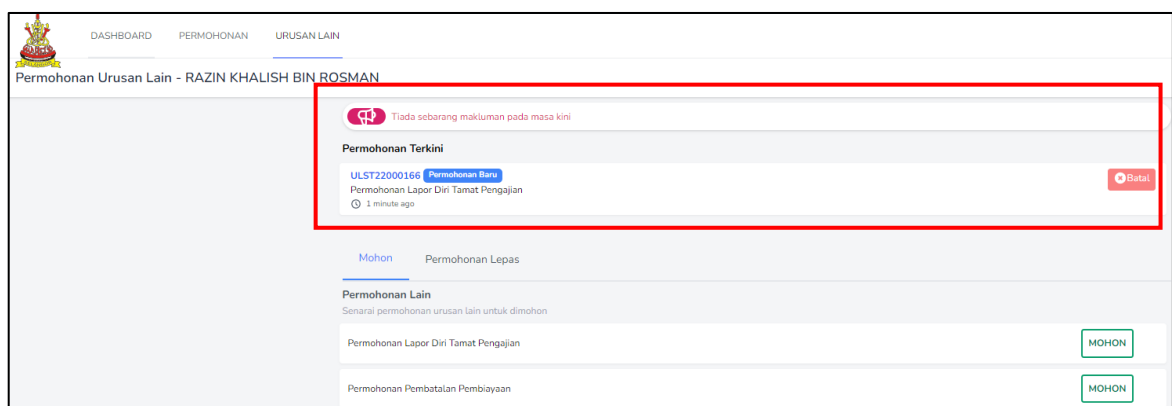 DASHBOARD PERMOHONAN URUSAN LAIN
Permohonan Urusan Lain - RAZIN KHALISH BIN ROSMAN
Tiada sebarang makluman pada masa kini
Permohonan Terkini
ULST22000166 Permohonan Baru
Batal
Permohonan Lapor Diri Tamat Pengajian
1 minute ago
Mohon Permohonan Lepas
Permohonan Lain
Senarai permohonan urusan lain untuk dimohon
Permohonan Lapor Diri Tamat Pengajian MOHON
Permohonan Pembatalan Pembiayaan MOHON